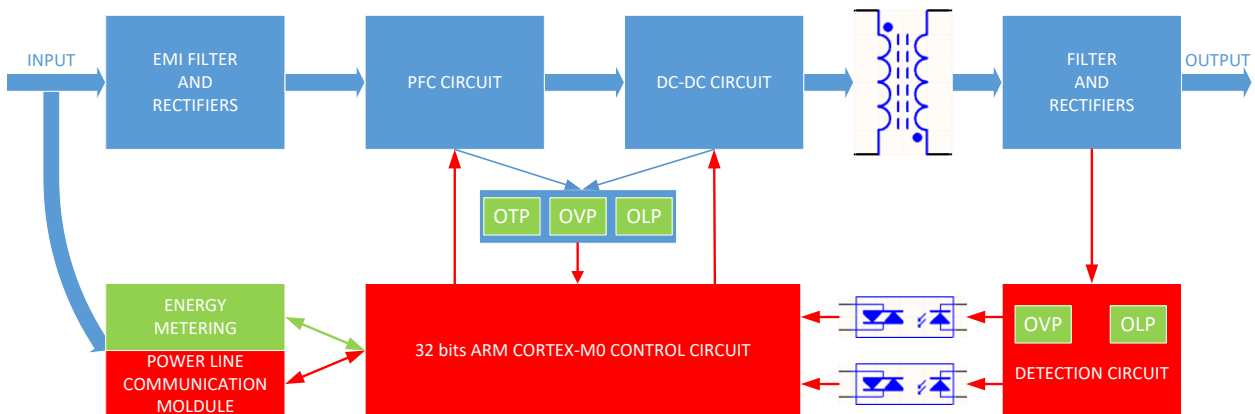 INPUT
EMI FILTER
AND
RECTIFIERS
PFC CIRCUIT
DC-DC CIRCUIT
FILTER
AND
RECTIFIERS
OUTPUT
OTP
OVP
OLP
ENERGY
METERING
POWER LINE
COMMUNICATION
MOLDULE
32 bits ARM CORTEX-M0 CONTROL CIRCUIT
OVP
OLP
DETECTION CIRCUIT